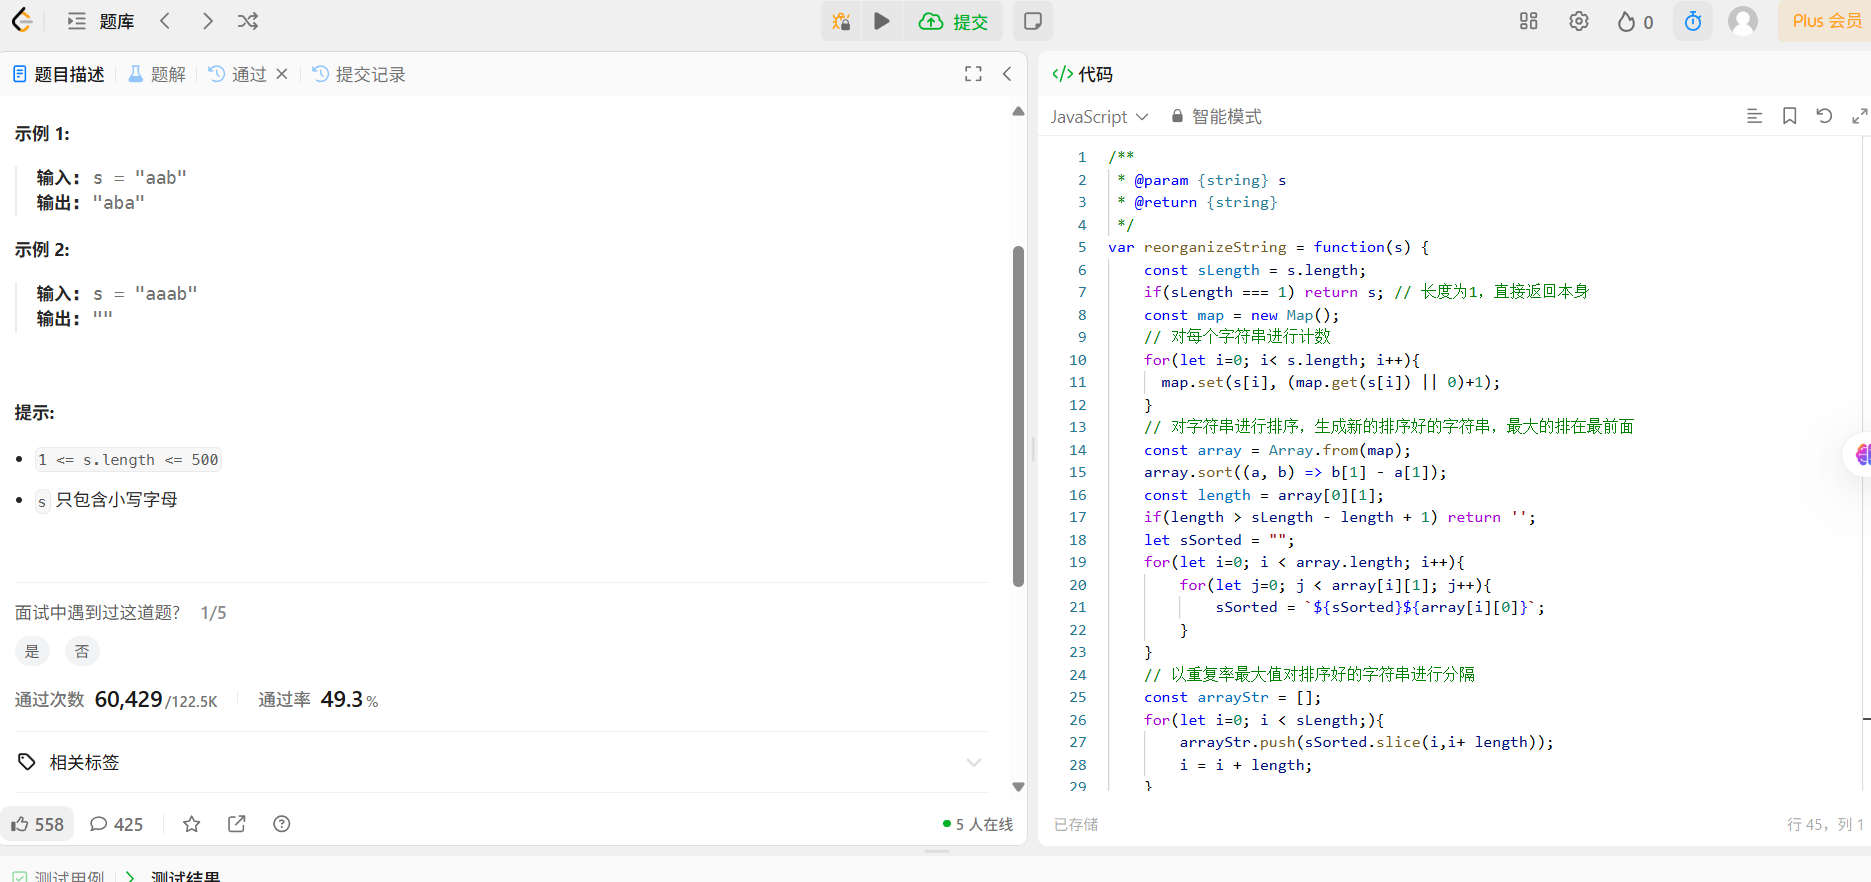 题库
提交
0
Plus 会员
题目描述
题解
通过
提交记录
示例 1:
输入: s = "aab"
输出: "aba"
示例 2:
输入: s = "aaab"
输出: ""
提示:
1 <= s.length <= 500
s 只包含小写字母
面试中遇到过这道题? 1/5
是
否
通过次数 60,429/122.5K
通过率 49.3%
相关标签
558
425
5 人在线
测试用例
测试结果
</> 代码
JavaScript
智能模式
1 /**
2 * @param {string} s
3 * @return {string}
4 */
5 var reorganizeString = function(s) {
6 const sLength = s.length;
7 if(sLength === 1) return s; // 长度为1，直接返回本身
8 const map = new Map();
9 // 对每个字符串进行计数
10 for(let i=0; i< s.length; i++){
11 map.set(s[i], (map.get(s[i]) || 0)+1);
12 }
13 // 对字符串进行排序，生成新的排序好的字符串，最大的排在最前面
14 const array = Array.from(map);
15 array.sort((a, b) => b[1] - a[1]);
16 const length = array[0][1];
17 if(length > sLength - length + 1) return '';
18 let sSorted = "";
19 for(let i=0; i < array.length; i++){
20 for(let j=0; j < array[i][1]; j++){
21 sSorted = `${sSorted}${array[i][0]}`;
22 }
23 }
24 // 以重复率最大值对排序好的字符串进行分隔
25 const arrayStr = [];
26 for(let i=0; i < sLength;){
27 arrayStr.push(sSorted.slice(i,i+ length));
28 i = i + length;
29 }
已存储
行 45，列 1